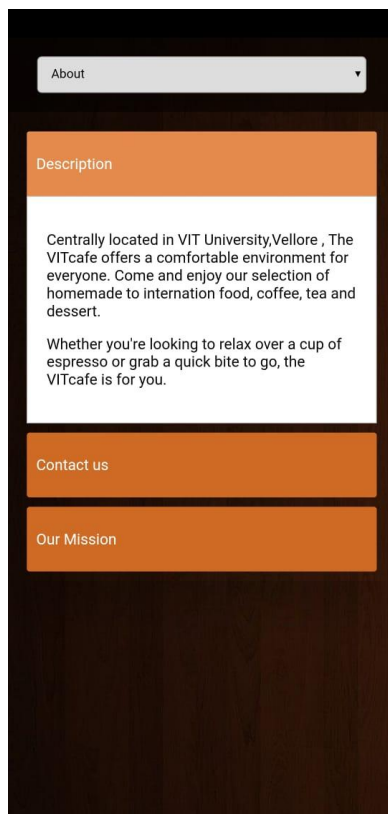 About
Description
Centrally located in VIT University,Vellore , The
VITcafe offers a comfortable environment for
everyone. Come and enjoy our selection of
homemade to internation food, coffee, tea and
dessert.
Whether you're looking to relax over a cup of
espresso or grab a quick bite to go, the
VITcafe is for you.
Contact us
Our Mission